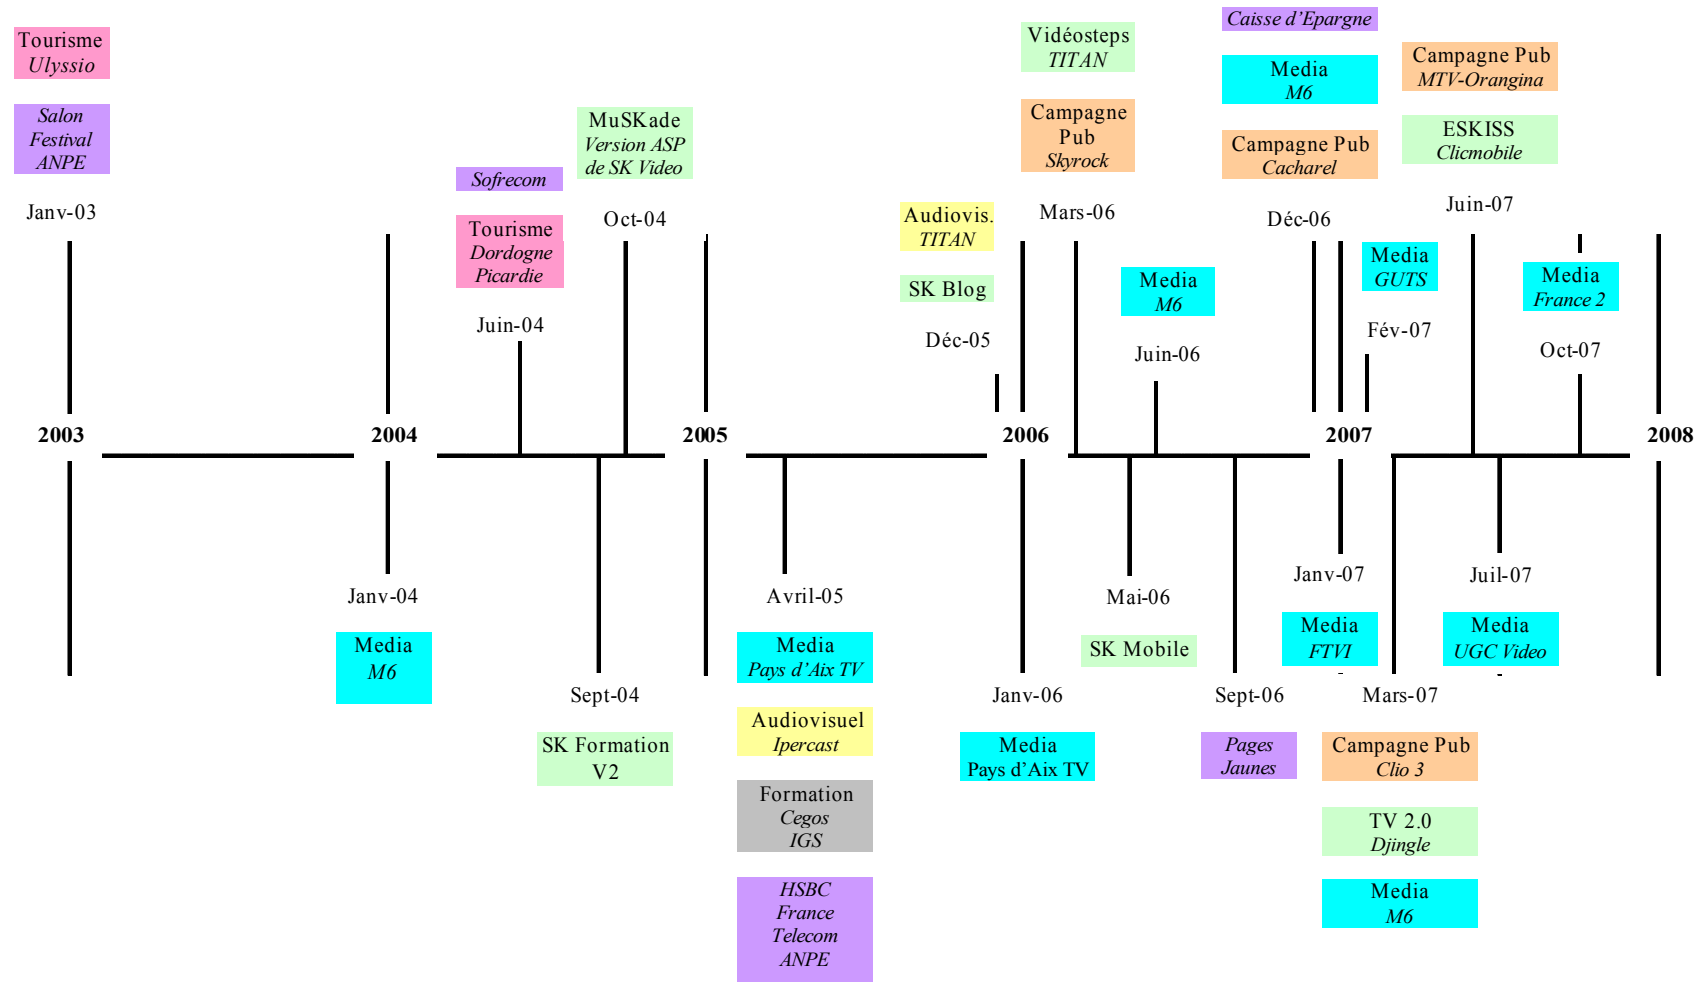 Tourisme
Ulyssio
Salon
Festival
ANPE
Janv-03
Sofrecom
Tourisme
Dordogne
Picardie
Juin-04
MuSKade
Version ASP
de SK Video
Oct-04
Audiovis.
TITAN
SK Blog
Déc-05
Vidéosteps
TITAN
Campagne
Pub
Skyrock
Mars-06
Media
M6
Juin-06
Caisse d’Epargne
Media
M6
Campagne Pub
Cacharel
Déc-06
Media
GUTS
Fév-07
Campagne Pub
MTV-Orangina
ESKISS
Clicmobile
Juin-07
Media
France 2
Oct-07
2003
2004
2005
2006
2007
2008
Janv-04
Media
M6
Sept-04
SK Formation
V2
Avril-05
Media
Pays d’Aix TV
Audiovisuel
Ipercast
Formation
Cegos
IGS
HSBC
France
Telecom
ANPE
Janv-06
Media
Pays d’Aix TV
Mai-06
SK Mobile
Sept-06
Pages
Jaunes
Janv-07
Media
FTVI
Mars-07
Campagne Pub
Clio 3
TV 2.0
Djingle
Media
M6
Juil-07
Media
UGC Video